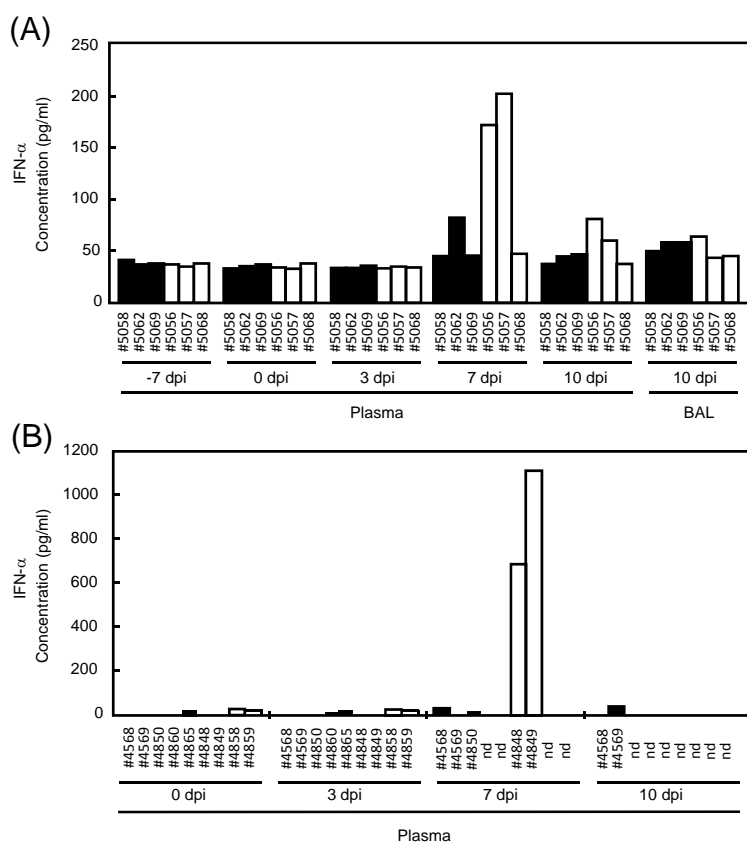 (A)
IFN-α
Concentration (pg/ml)
250
200
150
100
50
0
#5058 #5062 #5069 #5056 #5057 #5068 #5058 #5062 #5069 #5056 #5057 #5068 #5058 #5062 #5069 #5056 #5057 #5068 #5058 #5062 #5069 #5056 #5057 #5068 #5058 #5062 #5069 #5056 #5057 #5068 #5058 #5062 #5069 #5056 #5057 #5068
-7 dpi 0 dpi 3 dpi 7 dpi 10 dpi 10 dpi
Plasma BAL
(B)
IFN-α
Concentration (pg/ml)
1200
1000
800
600
400
200
0
#4568 #4569 #4850 #4860 #4865 #4848 #4849 #4858 #4859 #4568 #4569 #4850 #4860 #4865 #4848 #4849 #4858 #4859 #4568 #4569 #4850 nd nd #4848 #4849 nd nd #4568 #4569 nd nd nd nd nd nd
0 dpi 3 dpi 7 dpi 10 dpi
Plasma